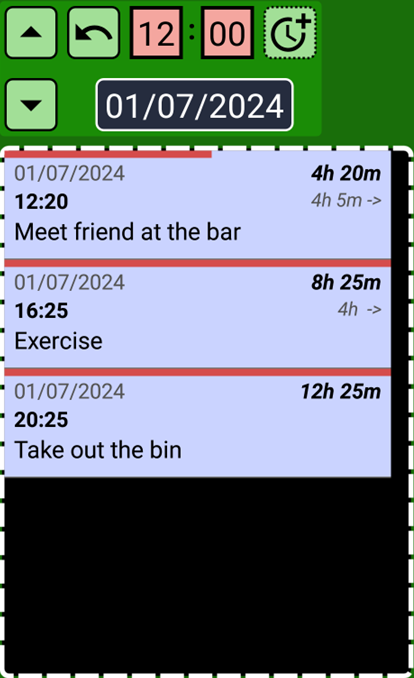 12 : 00
01/07/2024
01/07/2024 4h 20m
12:20 4h 5m ->
Meet friend at the bar
01/07/2024 8h 25m
16:25 4h ->
Exercise
01/07/2024 12h 25m
20:25
Take out the bin